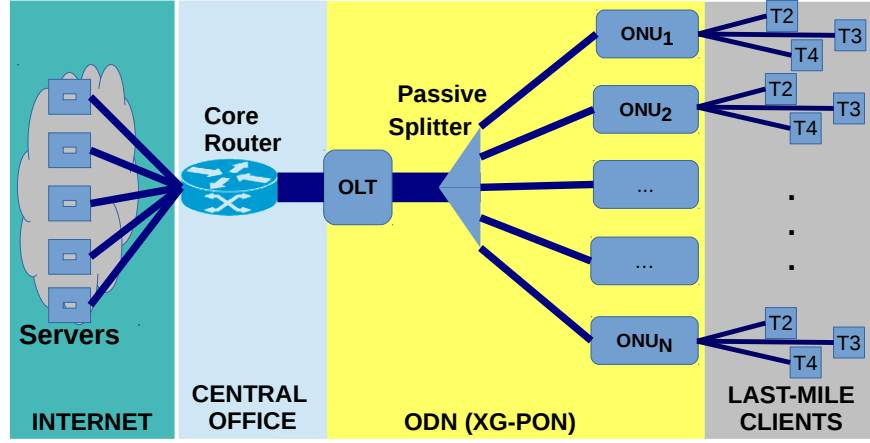 Servers
INTERNET
Core
Router
CENTRAL
OFFICE
OLT
Passive
Splitter
ONU1
ONU2
...
...
ONUN
ODN (XG-PON)
T2
T3
T4
T2
T3
T4
.
.
.
T2
T3
T4
LAST-MILE
CLIENTS